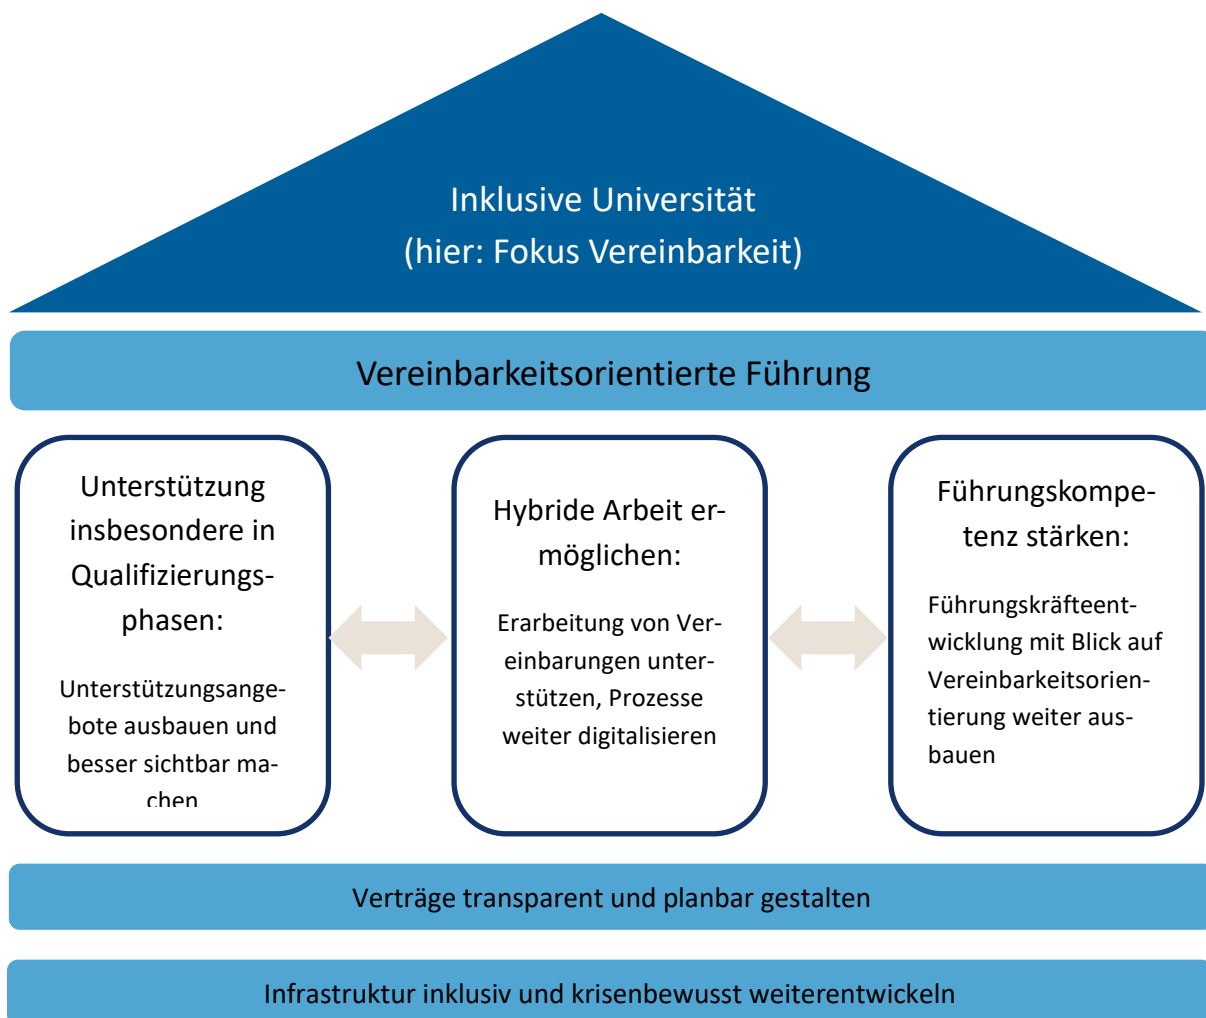 Inklusive Universität
(hier: Fokus Vereinbarkeit)
Vereinbarkeitsorientierte Führung
Unterstützung
insbesondere in
Qualifizierungs-
phasen:
Unterstützungsange-
bote ausbauen und
besser sichtbar ma-
chen
Hybride Arbeit er-
möglichen:
Erarbeitung von Ver-
einbarungen unter-
stützen, Prozesse
weiter digitalisieren
Führungskompe-
tenz stärken:
Führungskräfteent-
wicklung mit Blick auf
Vereinbarkeitsorien-
tierung weiter aus-
bauen
Verträge transparent und planbar gestalten
Infrastruktur inklusiv und krisenbewusst weiterentwickeln